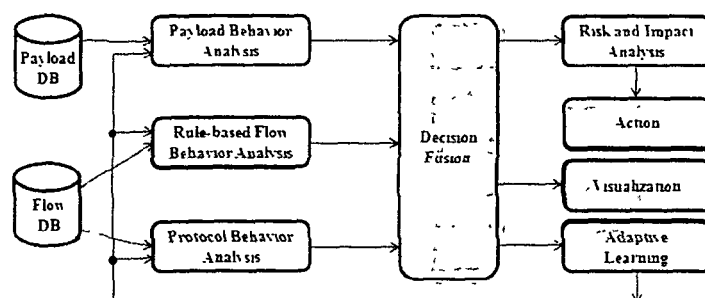 Payload
DB
Payload Behavior
Analysis
Risk and Impact
Analysis
Action
Rule-based Flow
Behavior Analysis
Decision
Fusion
Flow
DB
Visualization
Protocol Behavior
Analysis
Adaptive
Learning